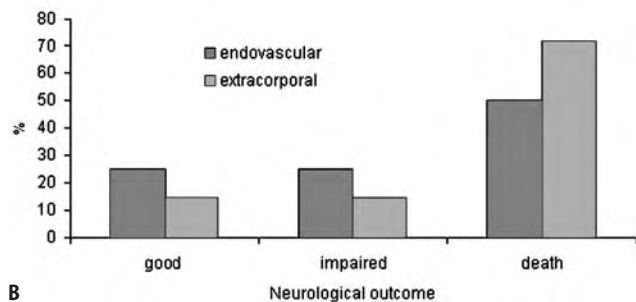 80
70
60
50
40
30
20
10
0
%
endovascular
extracorporal
good impaired death
Neurological outcome
B